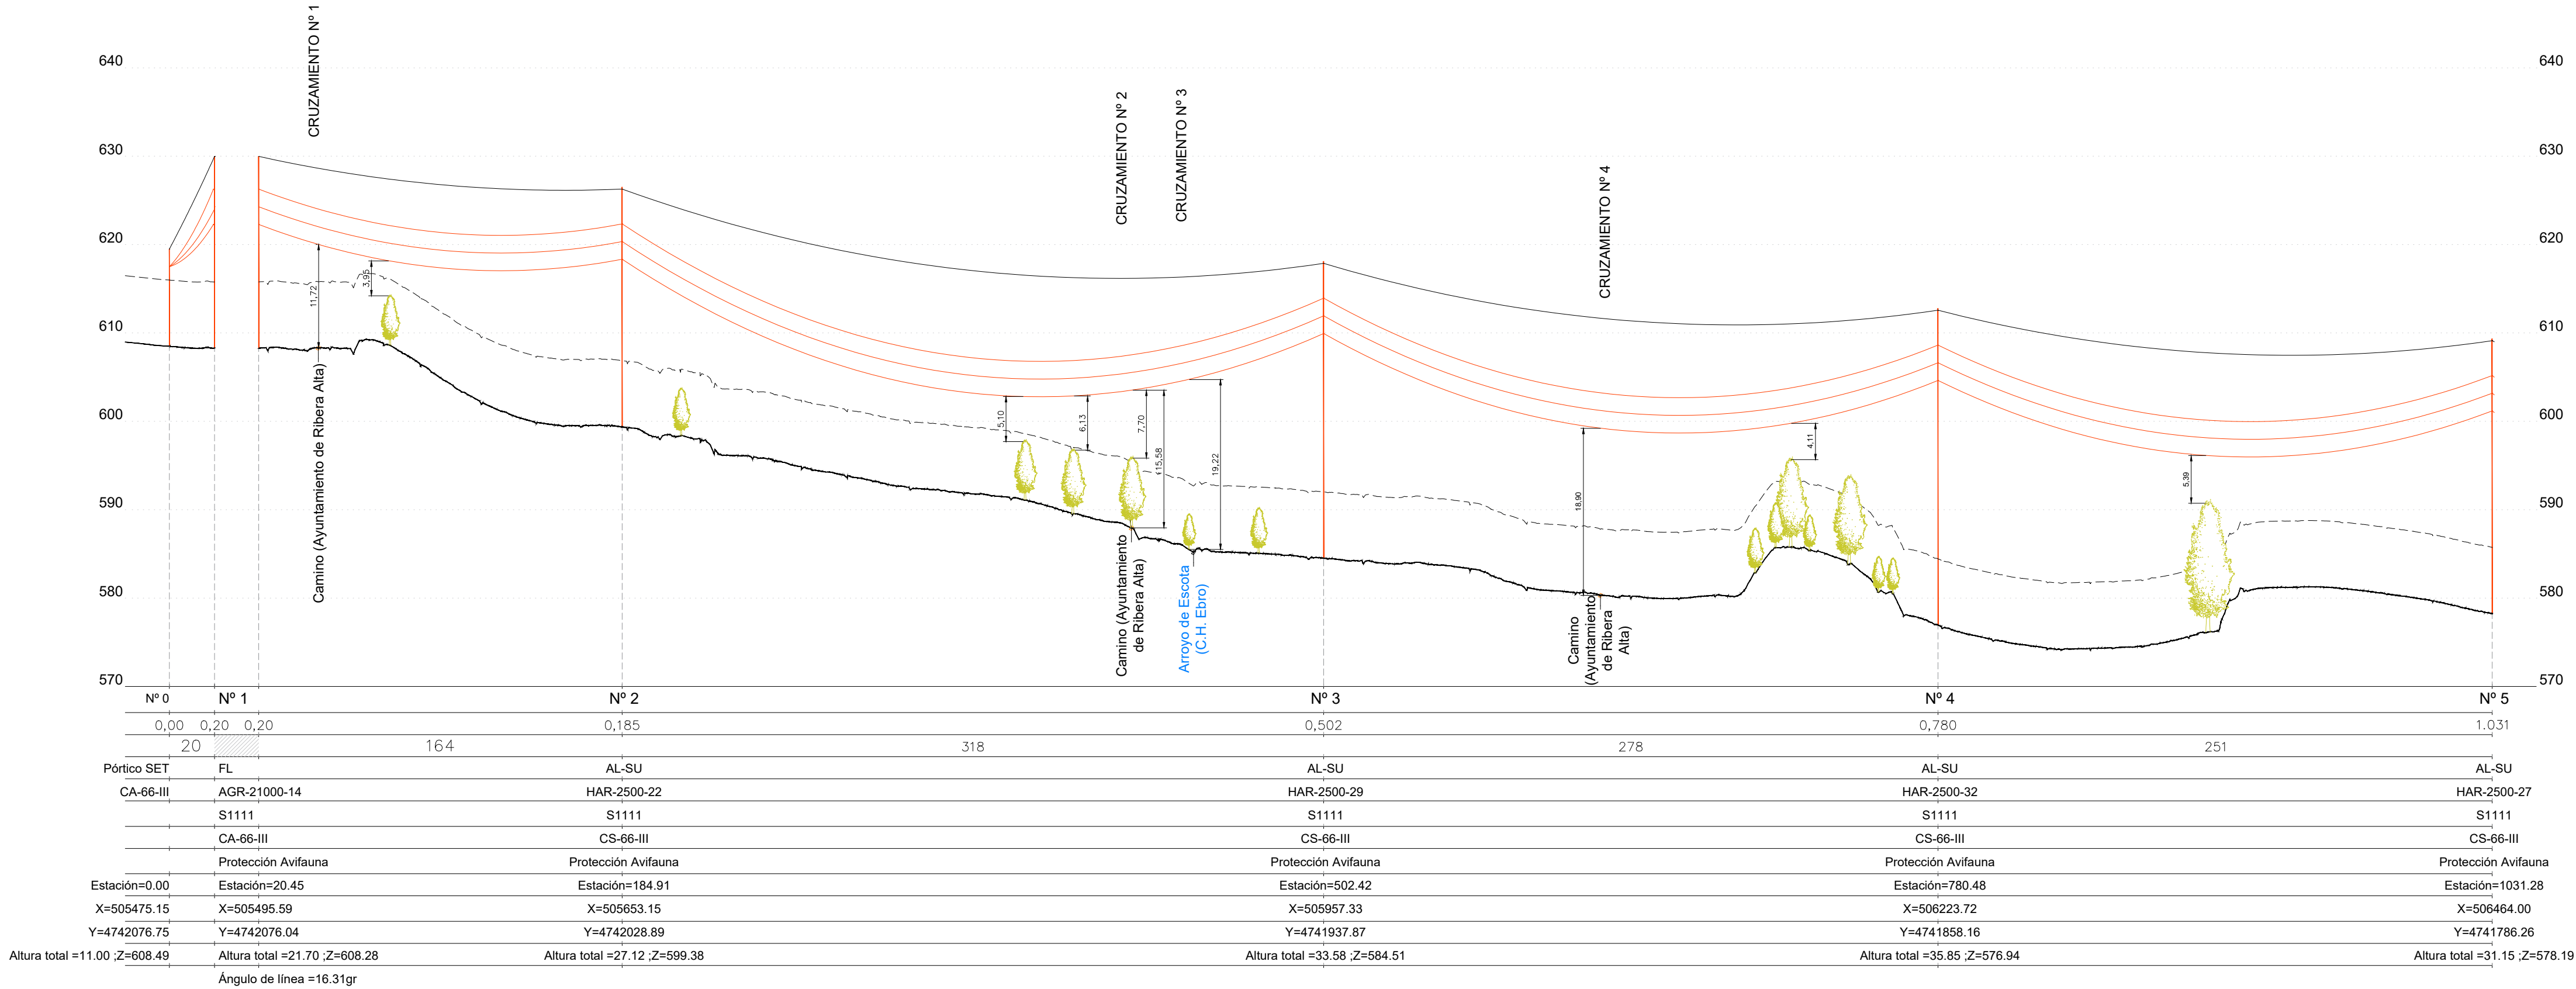 CRUZAMIENTO Nº 1
CRUZAMIENTO Nº 2
CRUZAMIENTO Nº 3
CRUZAMIENTO Nº 4
640 640
630 630
620 620
610 610
600 600
590 590
580 580
570 570
11,72
3,95
5,10
6,13
7,70
15,58
19,22
18,90
4,11
5,39
Camino (Ayuntamiento de Ribera Alta)
Camino (Ayuntamiento
de Ribera Alta)
Arroyo de Escota
(C.H. Ebro)
Camino
(Ayuntamiento
de Ribera
Alta)
Nº 0 Nº 1 Nº 2 Nº 3 Nº 4 Nº 5
0,00 0,20 0,20 0,185 0,502 0,780 1.031
20 164 318 278 251
Pórtico SET FL AL-SU AL-SU AL-SU AL-SU
CA-66-III AGR-21000-14 HAR-2500-22 HAR-2500-29 HAR-2500-32 HAR-2500-27
S1111 S1111 S1111 S1111 S1111
CA-66-III CS-66-III CS-66-III CS-66-III CS-66-III
Protección Avifauna Protección Avifauna Protección Avifauna Protección Avifauna Protección Avifauna
Estación=0.00 Estación=20.45 Estación=184.91 Estación=502.42 Estación=780.48 Estación=1031.28
X=505475.15 X=505495.59 X=505653.15 X=505957.33 X=506223.72 X=506464.00
Y=4742076.75 Y=4742076.04 Y=4742028.89 Y=4741937.87 Y=4741858.16 Y=4741786.26
Altura total =11.00 ;Z=608.49 Altura total =21.70 ;Z=608.28 Altura total =27.12 ;Z=599.38 Altura total =33.58 ;Z=584.51 Altura total =35.85 ;Z=576.94 Altura total =31.15 ;Z=578.19
Ángulo de línea =16.31gr